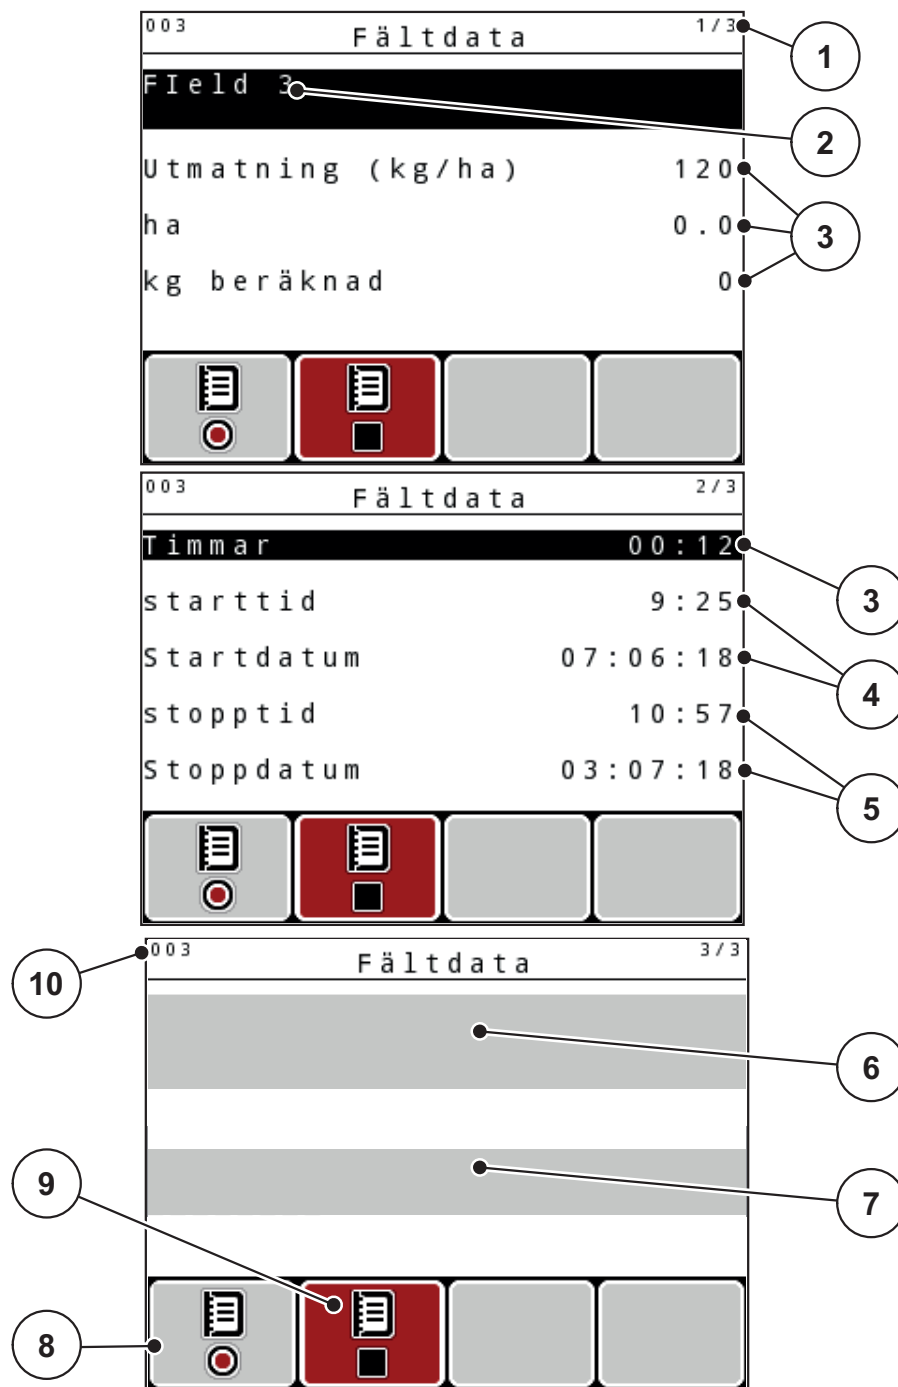 003 Fältdata 1/3
1
FIeld 3
2
Utmatning (kg/ha) 120
ha 0.0
3
kg beräknad 0
003 Fältdata 2/3
Timmar 00:12
3
starttid 9:25
Startdatum 07:06:18
4
stopptid 10:57
Stoppdatum 03:07:18
5
003 Fältdata 3/3
10
6
9
7
8